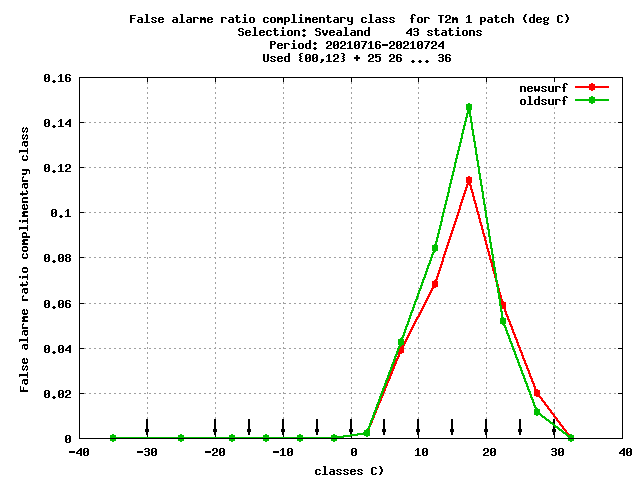 False alarme ratio complimentary class  for T2m 1 patch (deg C)
Selection: Svealand     43 stations
Period: 20210716-20210724
Used {00,12} + 25 26 ... 36
newsurf
oldsurf
False alarme ratio complimentary class
0.16
0.14
0.12
0.1
0.08
0.06
0.04
0.02
0
-40 -30 -20 -10 0 10 20 30 40
classes C)